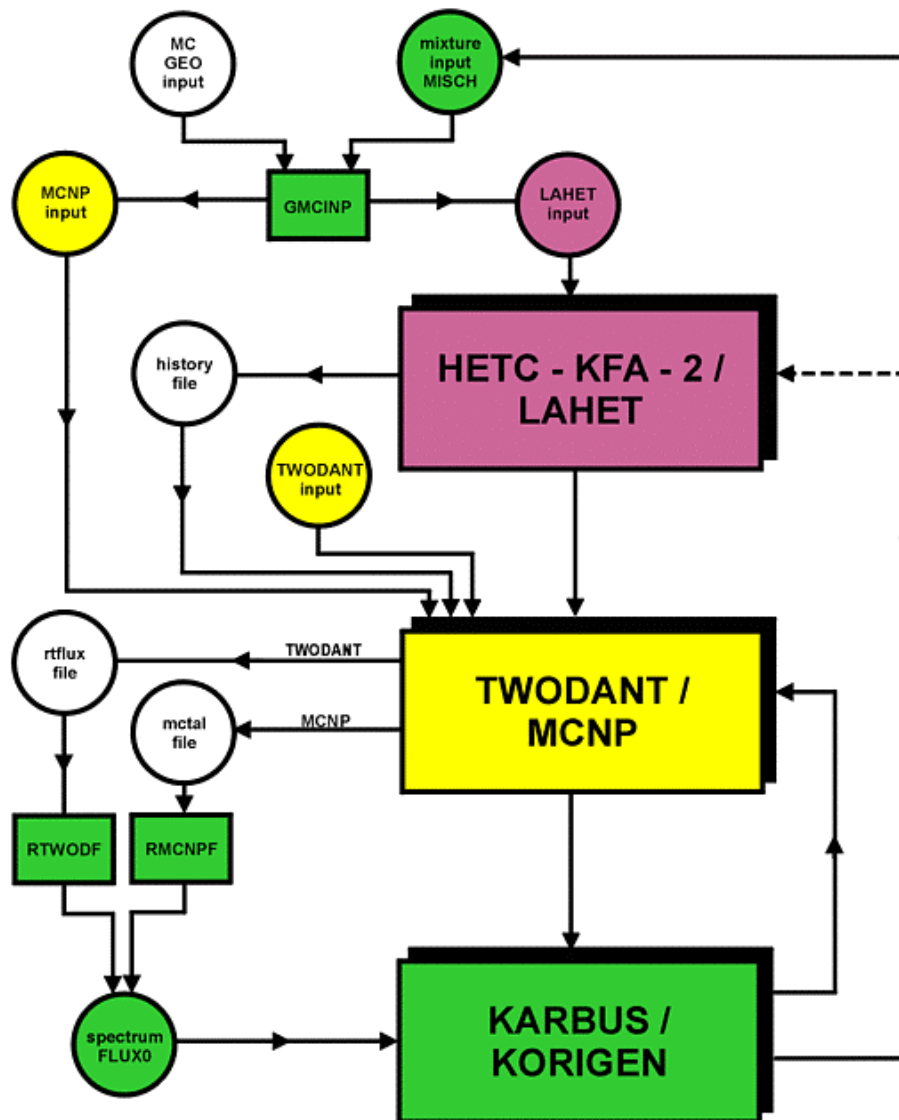 MC
GEO
input
mixture
input
MISCH
MCNP
input
GMCINP
LAHET
input
HETC - KFA - 2 /
LAHET
history
file
TWODANT
input
rtflux
file
TWODANT
TWODANT /
MCNP
mctal
file
MCNP
RTWODF
RMCNPF
spectrum
FLUX0
KARBUS /
KORIGEN